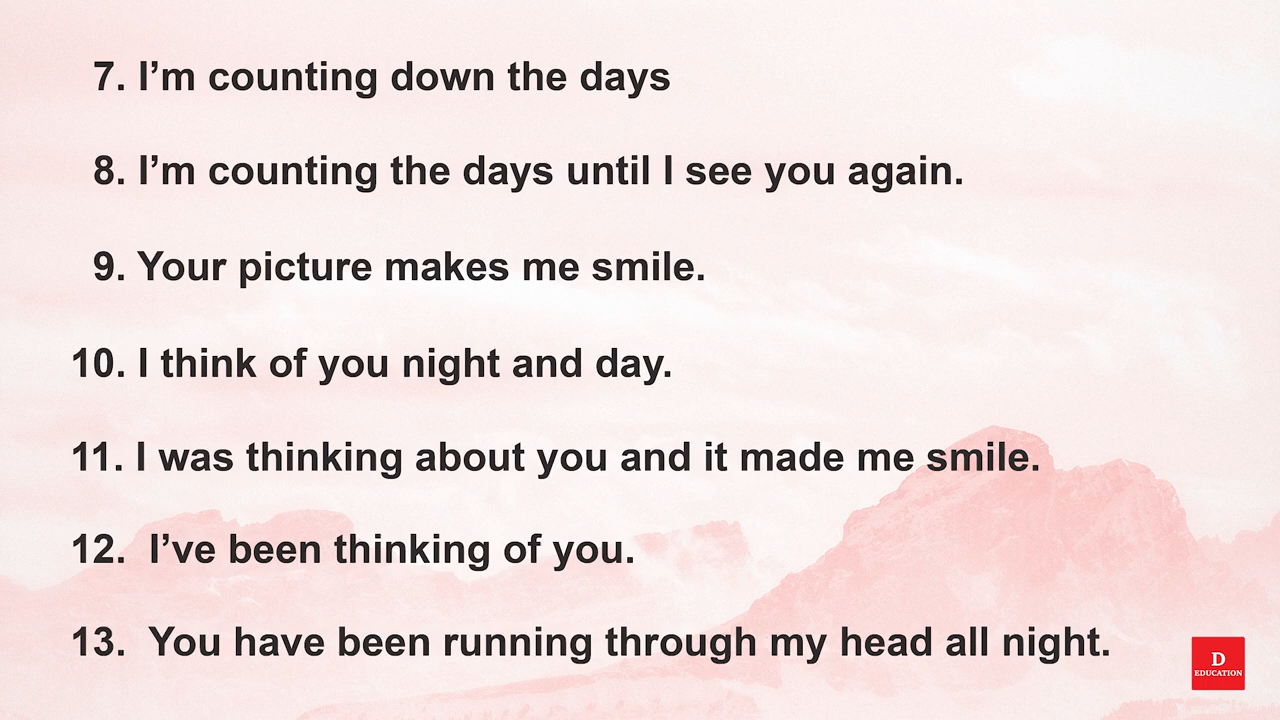 7. I’m counting down the days
8. I’m counting the days until I see you again.
9. Your picture makes me smile.
10. I think of you night and day.
11. I was thinking about you and it made me smile.
12. I’ve been thinking of you.
13. You have been running through my head all night.
D
EDUCATION